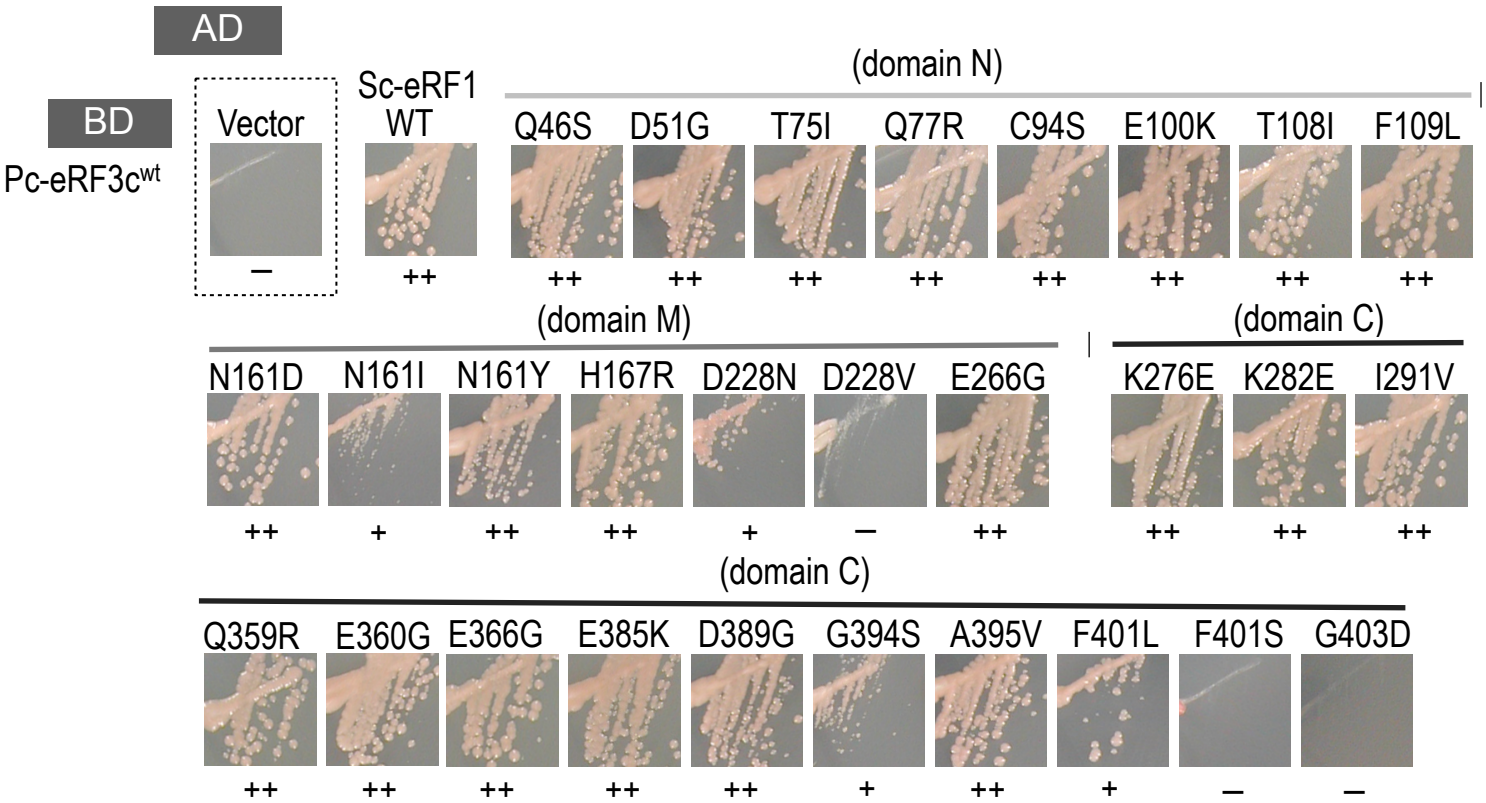 AD
(domain N)
Sc-eRF1
BD Vector WT Q46S D51G T75I Q77R C94S E100K T108I F109L
Pc-eRF3cwt
– ++ ++ ++ ++ ++ ++ ++ ++ ++
(domain M) (domain C)
N161D N161I N161Y H167R D228N D228V E266G K276E K282E I291V
++ + ++ ++ + – ++ ++ ++ ++
(domain C)
Q359R E360G E366G E385K D389G G394S A395V F401L F401S G403D
++ ++ ++ ++ ++ + ++ + – –